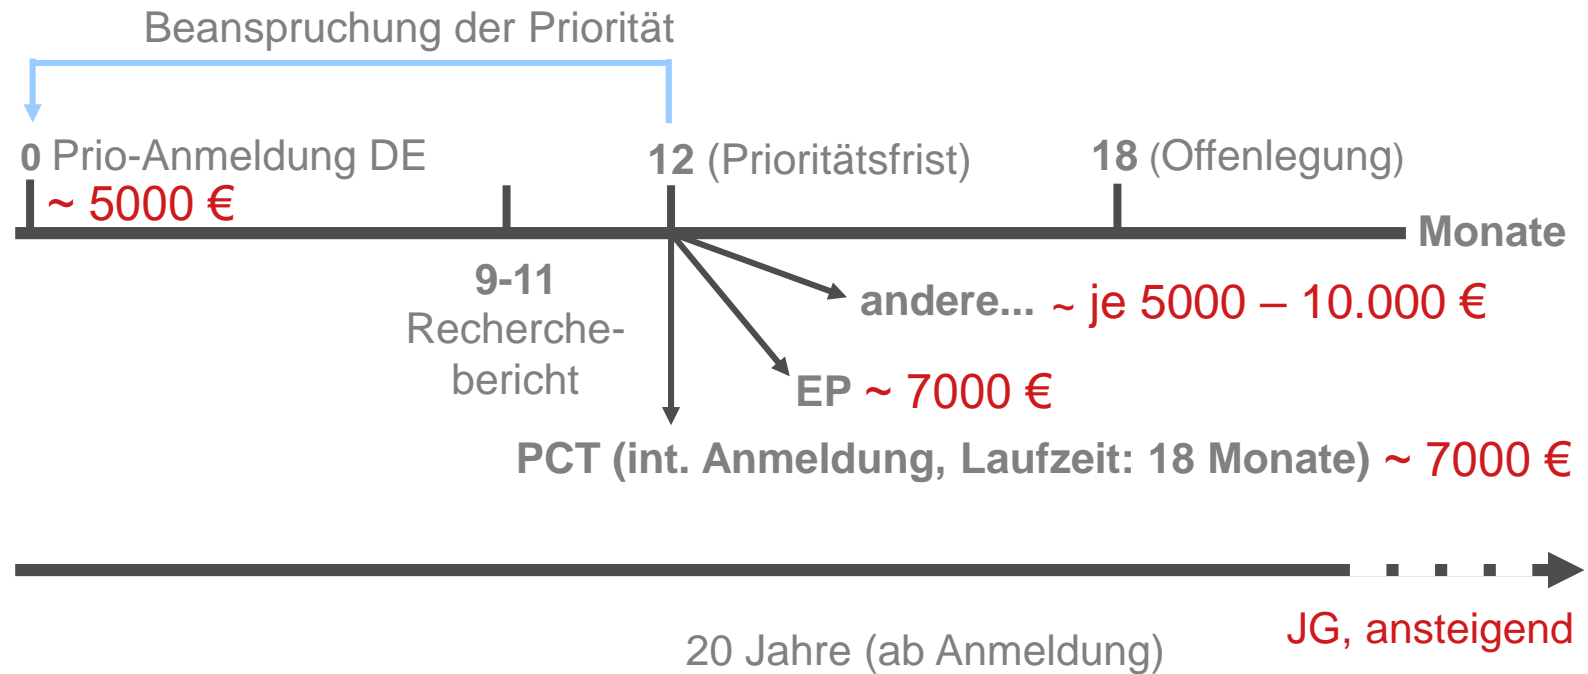 Beanspruchung der Priorität
0 Prio-Anmeldung DE
~ 5000 €
12 (Prioritätsfrist)
18 (Offenlegung)
Monate
9-11
Recherche-
bericht
andere... ~ je 5000 – 10.000 €
EP ~ 7000 €
PCT (int. Anmeldung, Laufzeit: 18 Monate) ~ 7000 €
JG, ansteigend
20 Jahre (ab Anmeldung)